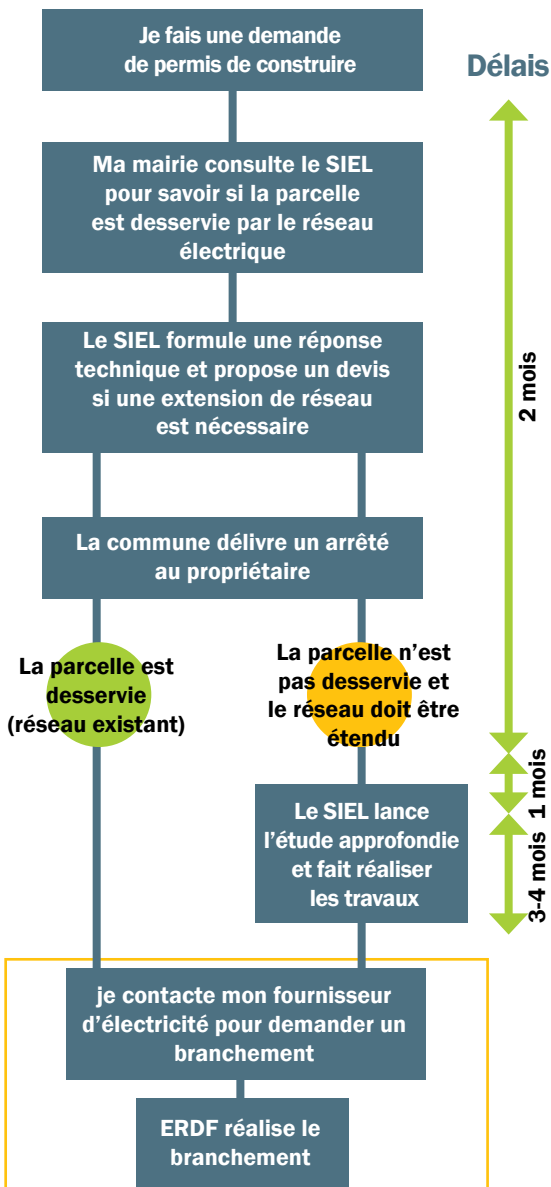 Je fais une demande
de permis de construire
Délais
Ma mairie consulte le SIEL
pour savoir si la parcelle
est desservie par le réseau
électrique
Le SIEL formule une réponse
technique et propose un devis
si une extension de réseau
est nécessaire
2 mois
La commune délivre un arrêté
au propriétaire
La parcelle est
desservie
(réseau existant)
La parcelle n’est
pas desservie et
le réseau doit être
étendu
1 mois
Le SIEL lance
l’étude approfondie
et fait réaliser
les travaux
3-4 mois
je contacte mon fournisseur
d’électricité pour demander un
branchement
ERDF réalise le
branchement